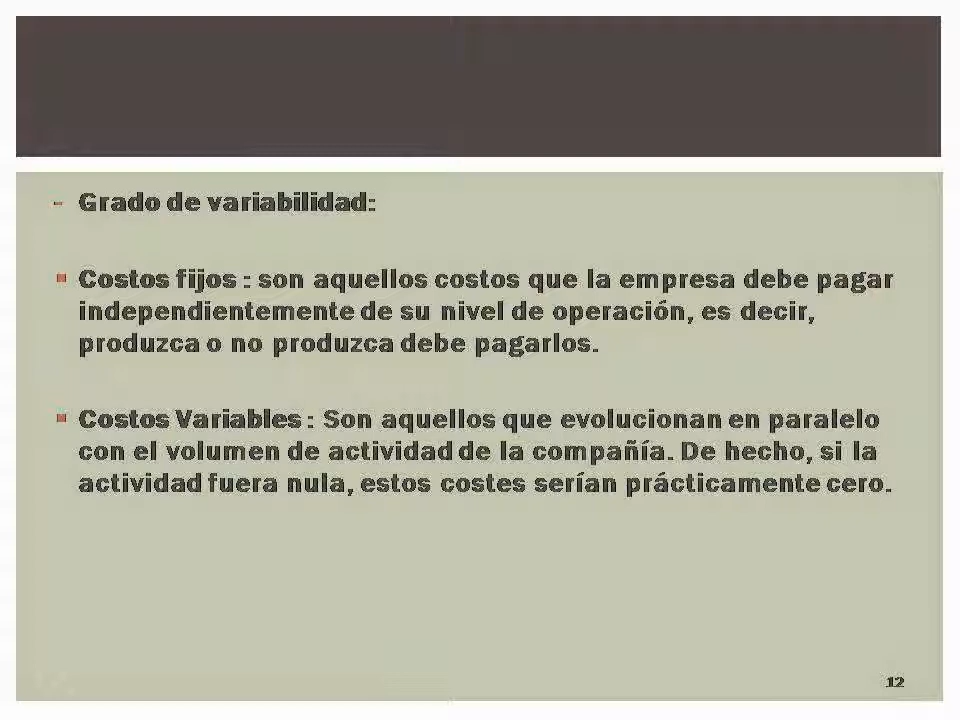 - Grado de variabilidad:
▪ Costos fijos : son aquellos costos que la empresa debe pagar
independientemente de su nivel de operación, es decir,
produzca o no produzca debe pagarlos.
▪ Costos Variables : Son aquellos que evolucionan en paralelo
con el volumen de actividad de la compañía. De hecho, si la
actividad fuera nula, estos costes serían prácticamente cero.
12